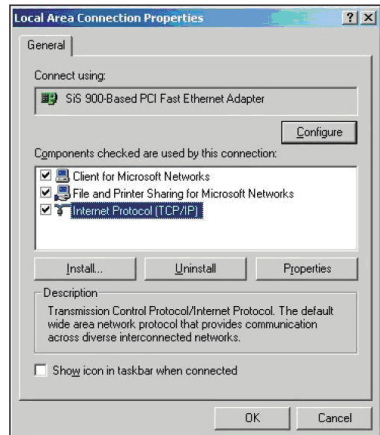 Local Area Connection Properties
General
Connect using:
SiS 900-Based PCI Fast Ethernet Adapter
Configure
Components checked are used by this connection:
Client for Microsoft Networks
File and Printer Sharing for Microsoft Networks
Internet Protocol (TCP/IP)
Install... Uninstall Properties
Description
Transmission Control Protocol/Internet Protocol. The default
wide area network protocol that provides communication
across diverse interconnected networks.
Show icon in taskbar when connected
OK Cancel